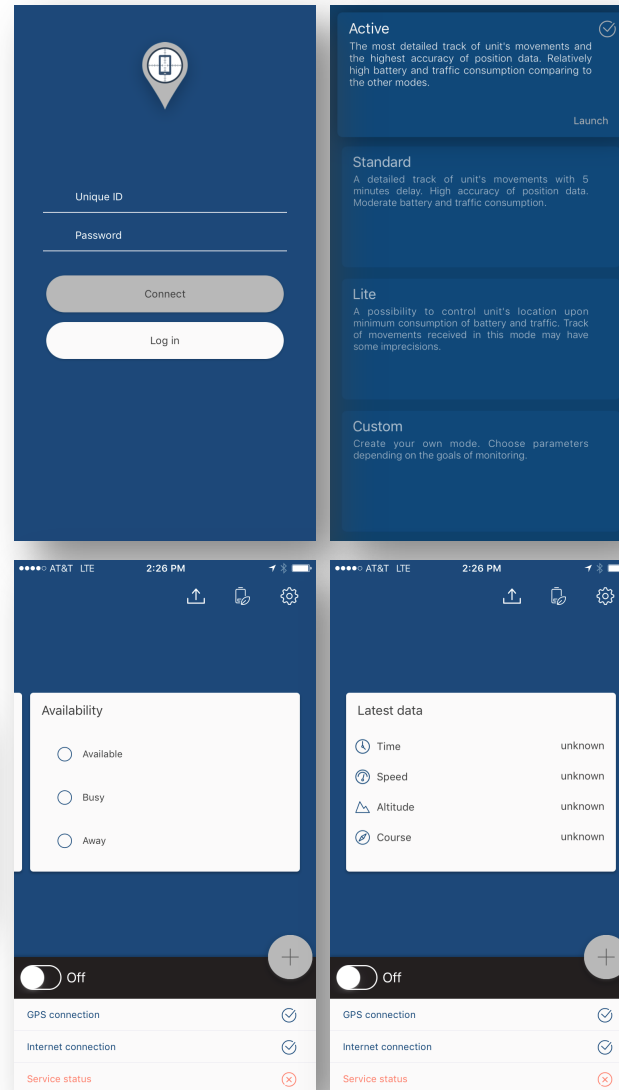 Unique ID
Password
Connect
Log in
Active
The most detailed track of unit's movements and
the highest accuracy of position data. Relatively
high battery and traffic consumption comparing to
the other modes.
Launch
Standard
A detailed track of unit's movements with 5
minutes delay. High accuracy of position data.
Moderate battery and traffic consumption.
Lite
A possibility to control unit's location upon
minimum consumption of battery and traffic. Track
of movements received in this mode may have
some imprecisions.
Custom
Create your own mode. Choose parameters
depending on the goals of monitoring.
AT&T LTE 2:26 PM
Availability
Available
Busy
Away
Off
GPS connection
Internet connection
Service status
AT&T LTE 2:26 PM
Latest data
Time unknown
Speed unknown
Altitude unknown
Course unknown
Off
GPS connection
Internet connection
Service status